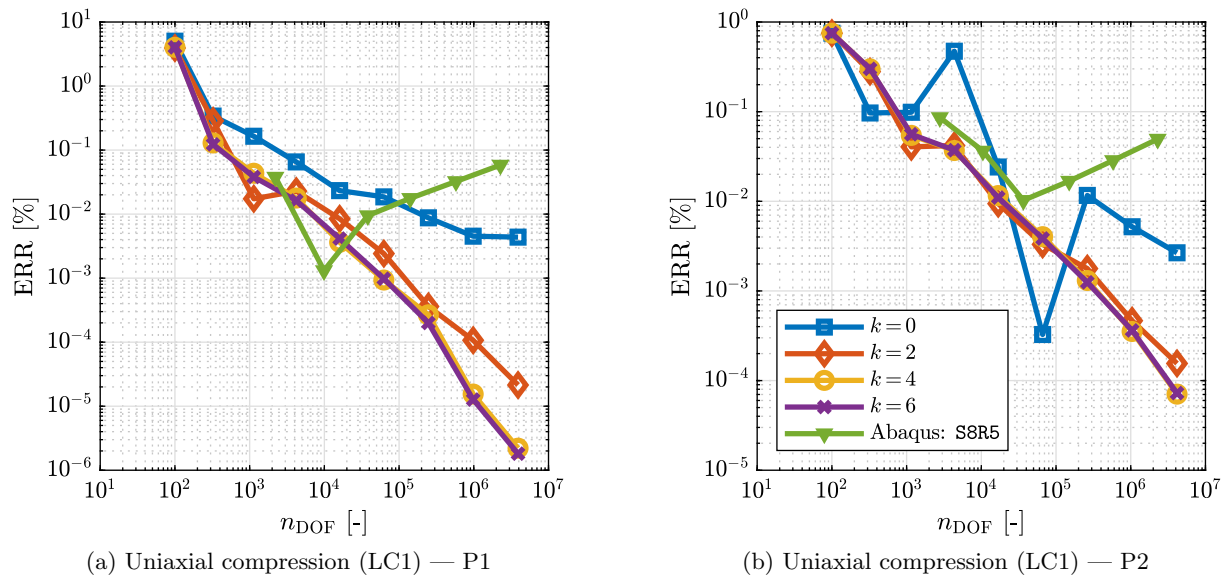 10^1
10^0
10^-1
10^-2
10^-3
10^-4
10^-5
10^-6
ERR [%]
10^1 10^2 10^3 10^4 10^5 10^6 10^7
n_DOF [-]
(a) Uniaxial compression (LC1) — P1
10^0
10^-1
10^-2
10^-3
10^-4
10^-5
ERR [%]
k = 0
k = 2
k = 4
k = 6
Abaqus: S8R5
10^1 10^2 10^3 10^4 10^5 10^6 10^7
n_DOF [-]
(b) Uniaxial compression (LC1) — P2